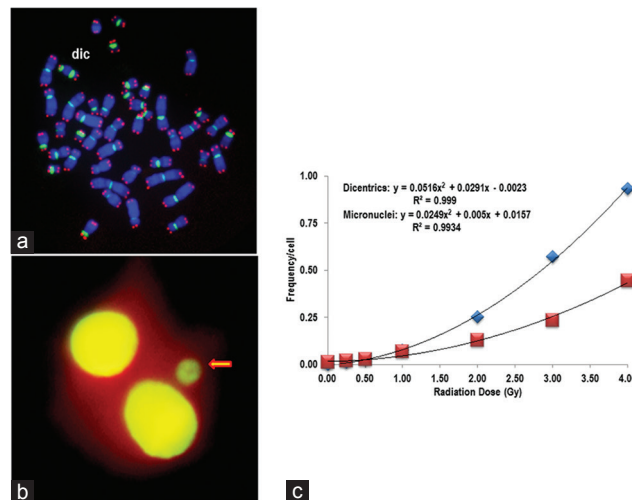 dic
a
b
Dicentrics: y = 0.0516x² + 0.0291x - 0.0023
R² = 0.999
Micronuclei: y = 0.0249x² + 0.005x + 0.0157
R² = 0.9934
Frequency/cell
1.00
0.75
0.50
0.25
0.00
0.00 0.50 1.00 1.50 2.00 2.50 3.00 3.50 4.0
Radiation Dose (Gy)
c